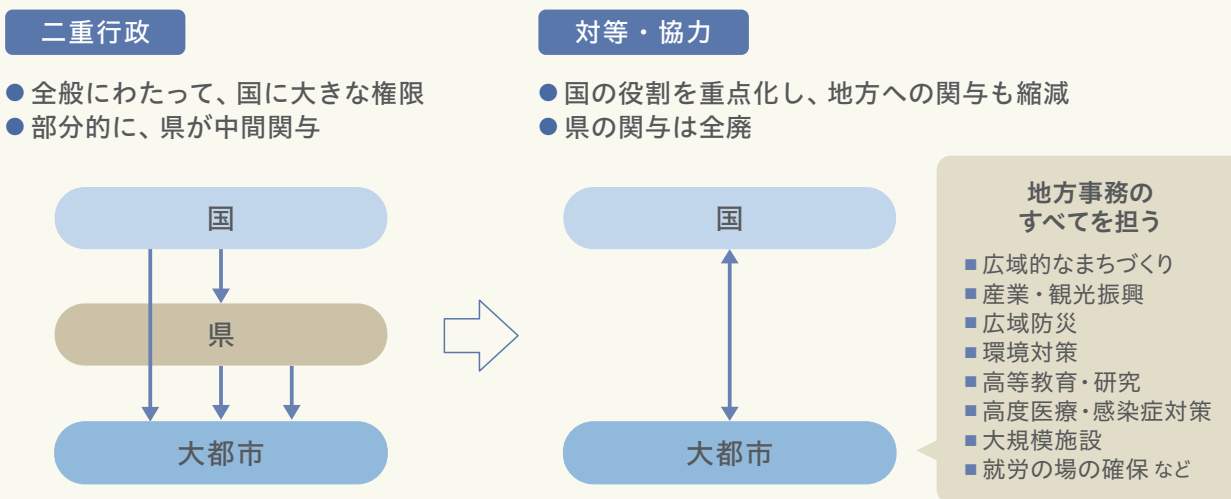 二重行政
● 全般にわたって、国に大きな権限
● 部分的に、県が中間関与
国
県
大都市
対等・協力
● 国の役割を重点化し、地方への関与も縮減
● 県の関与は全廃
国
大都市
地方事務の
すべてを担う
■ 広域的なまちづくり
■ 産業・観光振興
■ 広域防災
■ 環境対策
■ 高等教育・研究
■ 高度医療・感染症対策
■ 大規模施設
■ 就労の場の確保 など